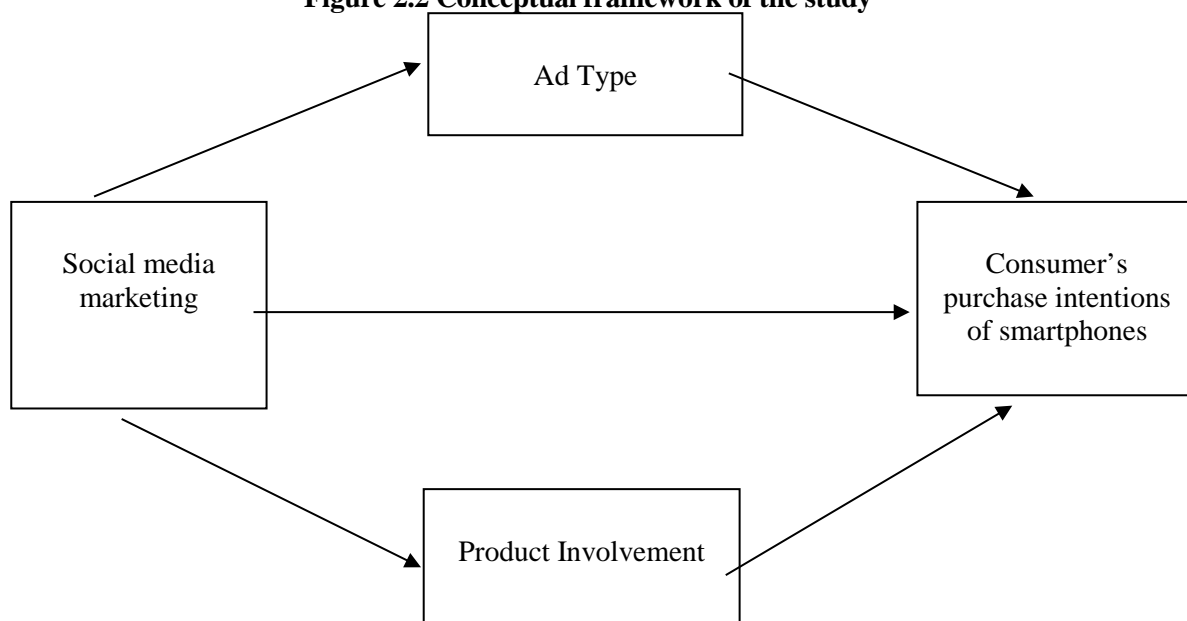 Figure 2.2 Conceptual framework of the study
Ad Type
Social media
marketing
Consumer’s
purchase intentions
of smartphones
Product Involvement